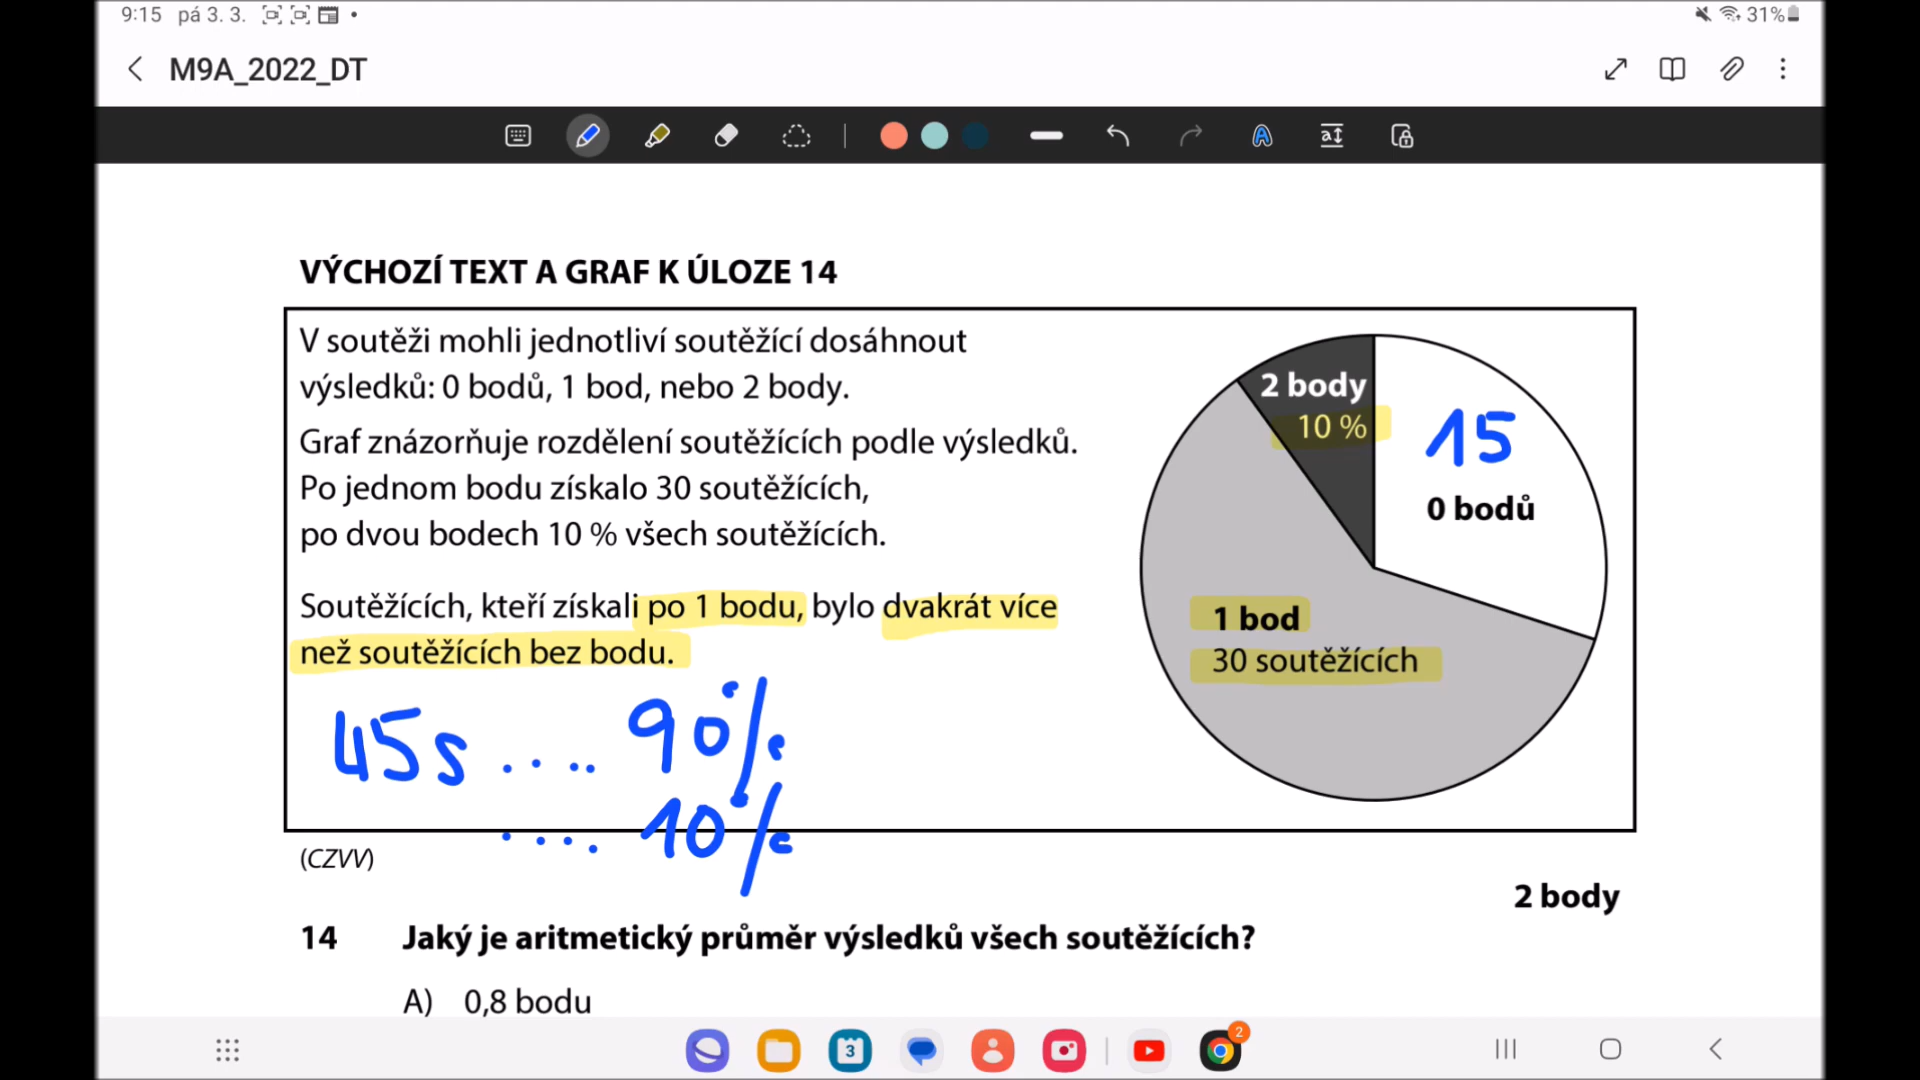 9:15 pá 3. 3.
31%
M9A_2022_DT
VÝCHOZÍ TEXT A GRAF K ÚLOZE 14
V soutěži mohli jednotliví soutěžící dosáhnout
výsledků: 0 bodů, 1 bod, nebo 2 body.
Graf znázorňuje rozdělení soutěžících podle výsledků.
Po jednom bodu získalo 30 soutěžících,
po dvou bodech 10 % všech soutěžících.
Soutěžících, kteří získali po 1 bodu, bylo dvakrát více
než soutěžících bez bodu.
2 body
10 %
15
0 bodů
1 bod
30 soutěžících
45 s .... 90%
.... 10%
(CZVV)
2 body
14 Jaký je aritmetický průměr výsledků všech soutěžících?
A) 0,8 bodu
3
2